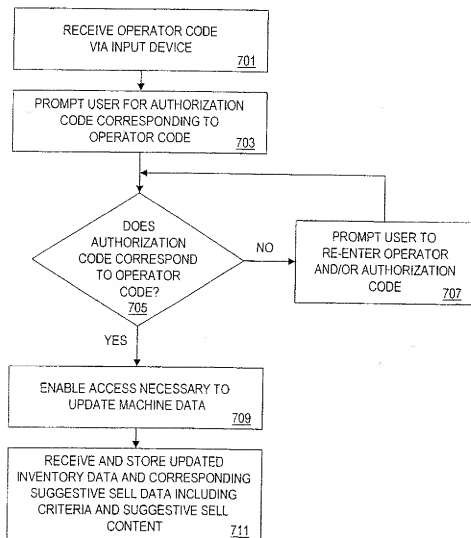 RECEIVE OPERATOR CODE
VIA INPUT DEVICE
701
PROMPT USER FOR AUTHORIZATION
CODE CORRESPONDING TO
OPERATOR CODE
703
DOES
AUTHORIZATION
CODE CORRESPOND
TO OPERATOR
CODE?
705
NO
PROMPT USER TO
RE-ENTER OPERATOR
AND/OR AUTHORIZATION
CODE
707
YES
ENABLE ACCESS NECESSARY TO
UPDATE MACHINE DATA
709
RECEIVE AND STORE UPDATED
INVENTORY DATA AND CORRESPONDING
SUGGESTIVE SELL DATA INCLUDING
CRITERIA AND SUGGESTIVE SELL
CONTENT
711